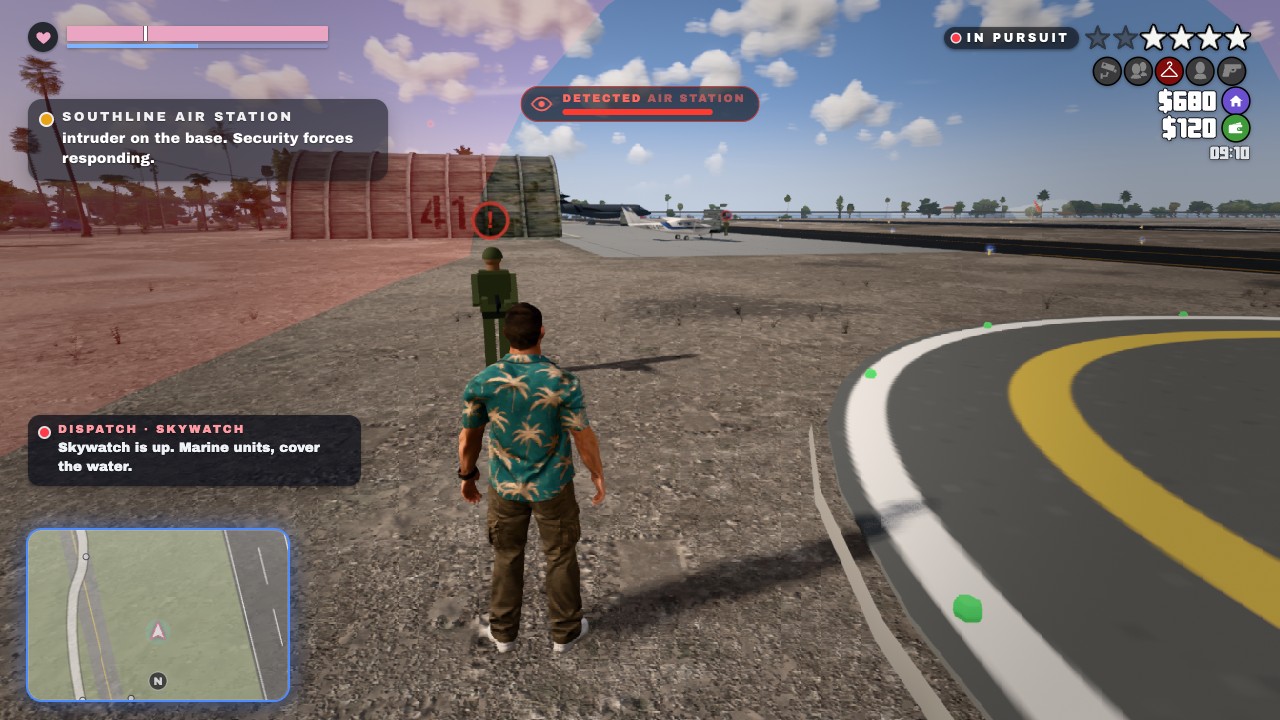 IN PURSUIT
DETECTED AIR STATION
$680
SOUTHLINE AIR STATION
intruder on the base. Security forces
responding.
$120
09:10
41
!
DISPATCH · SKYWATCH
Skywatch is up. Marine units, cover
the water.
N